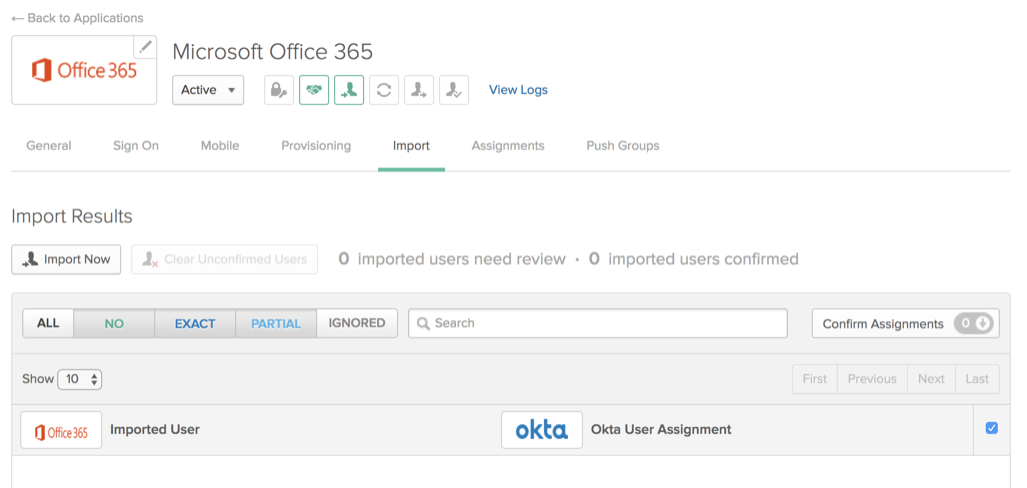 ← Back to Applications
Office 365
Microsoft Office 365
Active
View Logs
General Sign On Mobile Provisioning Import Assignments Push Groups
Import Results
Import Now Clear Unconfirmed Users 0 imported users need review · 0 imported users confirmed
ALL NO EXACT PARTIAL IGNORED Search Confirm Assignments 0
Show 10 First Previous Next Last
Office 365 Imported User okta Okta User Assignment